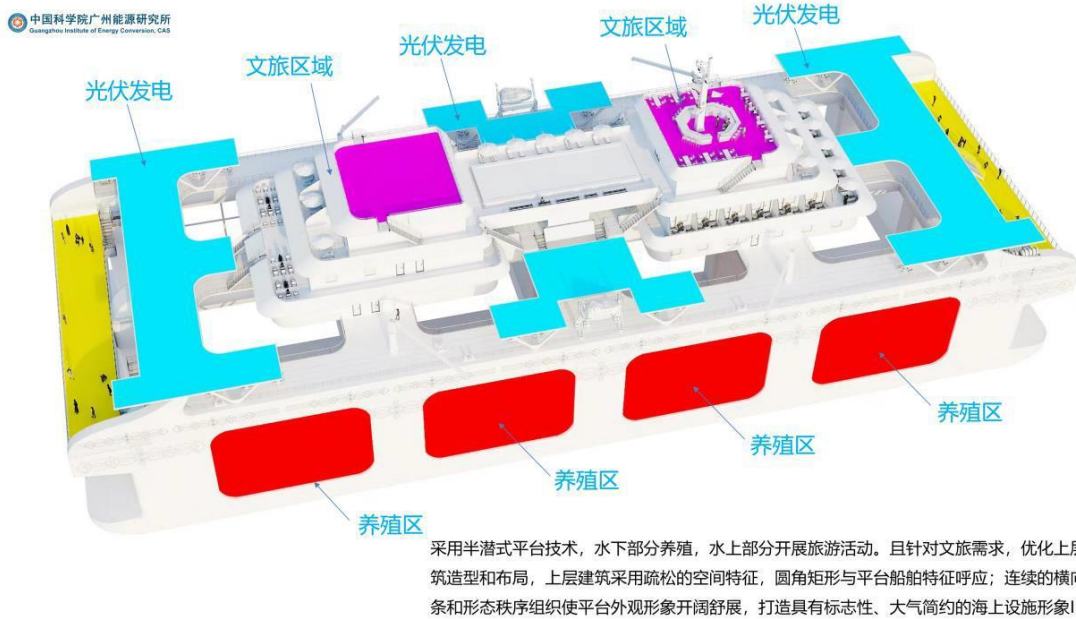 中国科学院广州能源研究所
Guangzhou Institute of Energy Conversion, CAS
光伏发电
文旅区域
光伏发电
文旅区域
光伏发电
养殖区
养殖区
养殖区
养殖区
采用半潜式平台技术，水下部分养殖，水上部分开展旅游活动。且针对文旅需求，优化上层
筑造型和布局，上层建筑采用疏松的空间特征，圆角矩形与平台船舶特征呼应；连续的横向
条和形态秩序组织使平台外观形象开阔舒展，打造具有标志性、大气简约的海上设施形象I